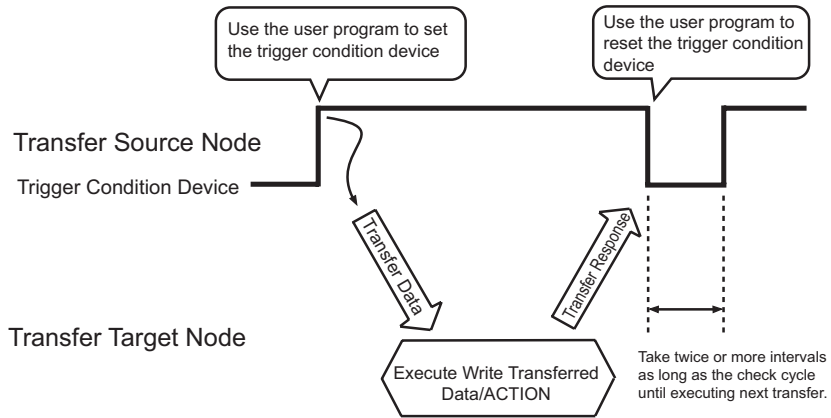 Use the user program to set
the trigger condition device
Use the user program to
reset the trigger condition
device
Transfer Source Node
Trigger Condition Device
Transfer Data
Transfer Response
Transfer Target Node
Execute Write Transferred
Data/ACTION
Take twice or more intervals
as long as the check cycle
until executing next transfer.